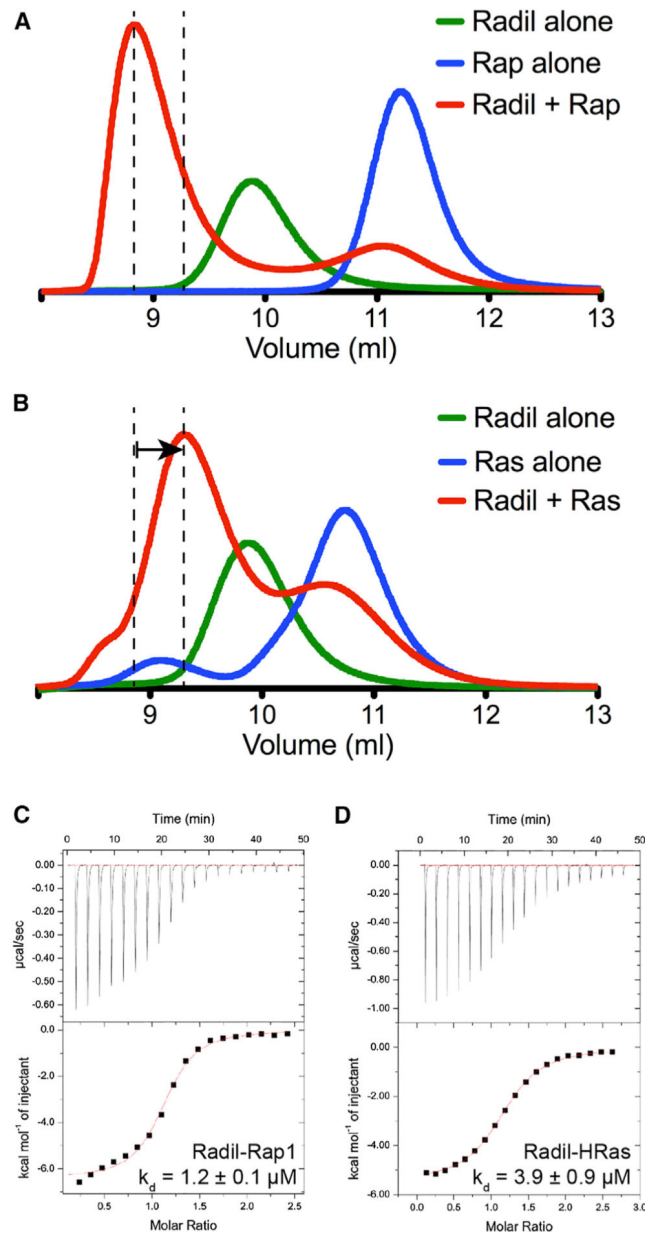 A
Radil alone
Rap alone
Radil + Rap
9 10 11 12 13
Volume (ml)
B
Radil alone
Ras alone
Radil + Ras
9 10 11 12 13
Volume (ml)
C
Time (min)
0 10 20 30 40 50
0.00
-0.10
-0.20
-0.30
-0.40
-0.50
-0.60
µcal/sec
0.0
-2.0
-4.0
-6.0
kcal mol⁻¹ of injectant
Radil-Rap1
k_d = 1.2 ± 0.1 µM
0.5 1.0 1.5 2.0 2.5
Molar Ratio
D
Time (min)
0 10 20 30 40 50
0.00
-0.20
-0.40
-0.60
-0.80
-1.00
µcal/sec
0.00
-2.00
-4.00
-6.00
kcal mol⁻¹ of injectant
Radil-HRas
k_d = 3.9 ± 0.9 µM
0.0 0.5 1.0 1.5 2.0 2.5 3.0
Molar Ratio